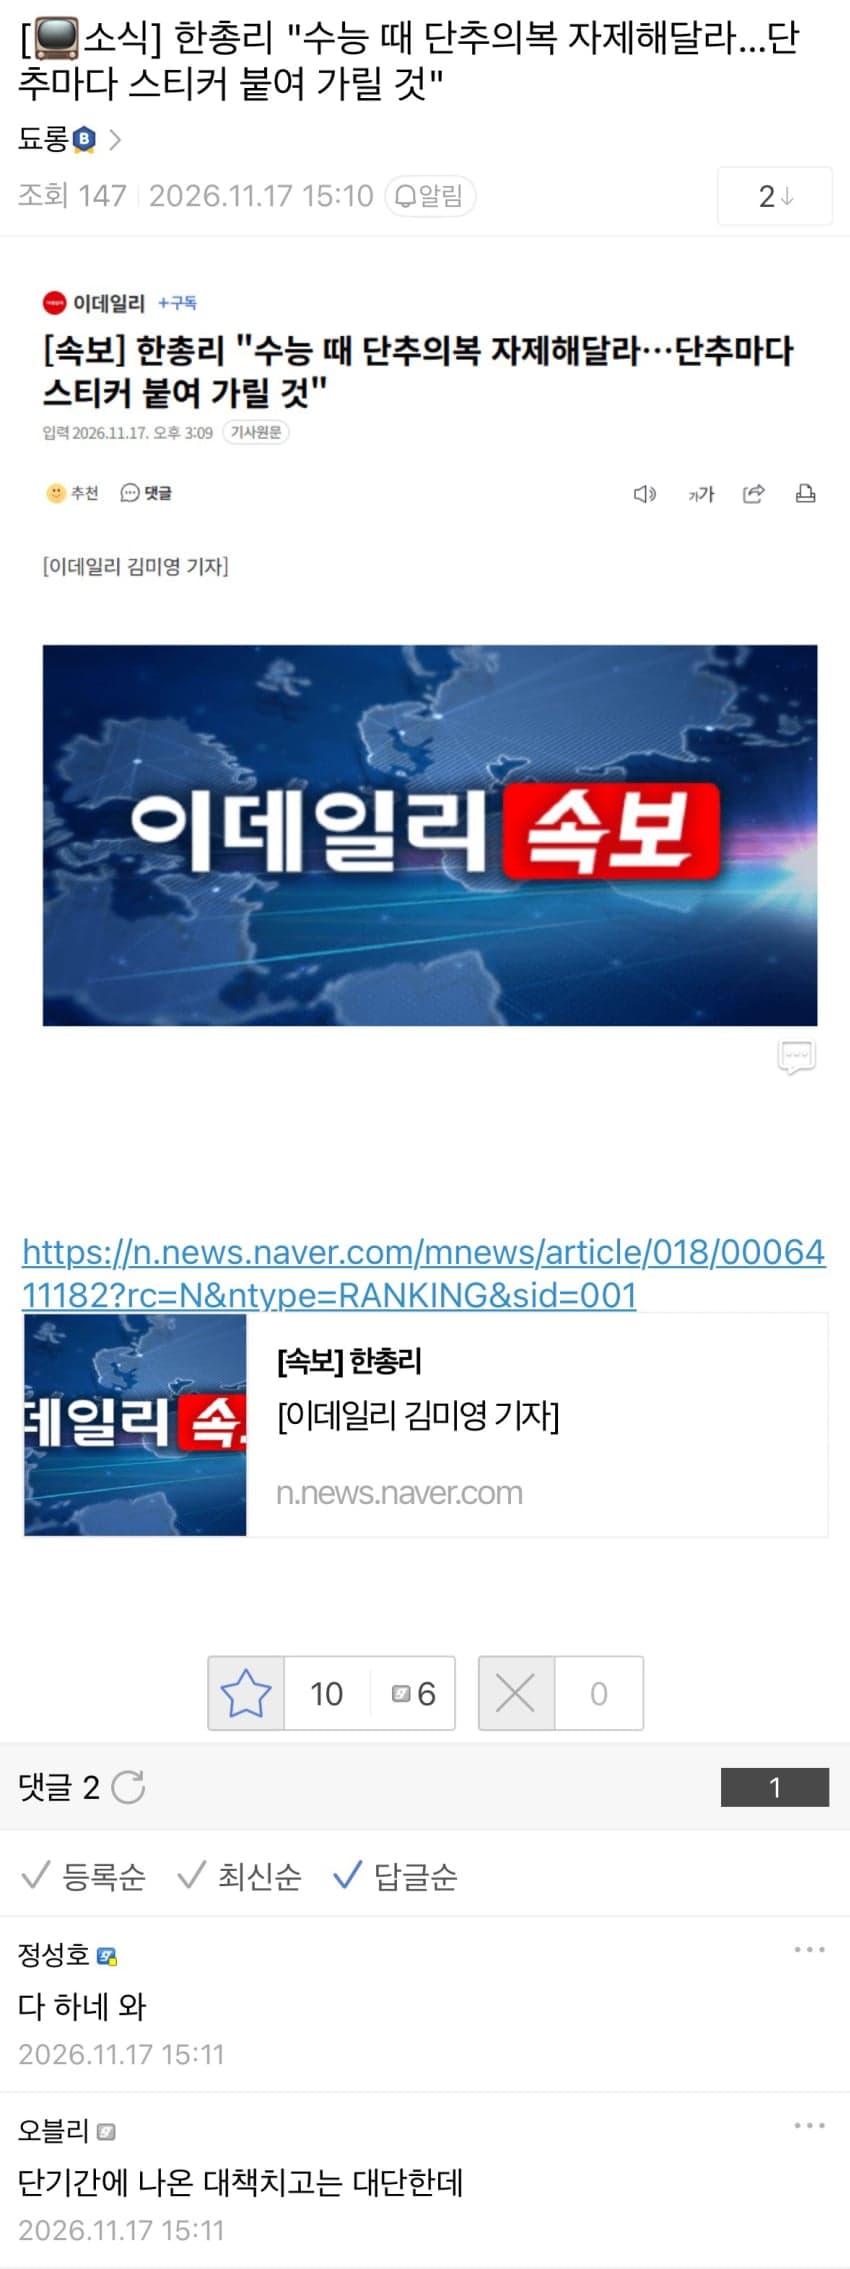 [소식] 한총리 "수능 때 단추의복 자제해달라...단
추마다 스티커 붙여 가릴 것"
됴롱 B
조회 147 2026.11.17 15:10 알림
2↓
이데일리 +구독
[속보] 한총리 "수능 때 단추의복 자제해달라…단추마다
스티커 붙여 가릴 것"
입력 2026.11.17. 오후 3:09 기사원문
추천 댓글
가가
[이데일리 김미영 기자]
이데일리 속보
https://n.news.naver.com/mnews/article/018/00064
11182?rc=N&ntype=RANKING&sid=001
데일리 속
[속보] 한총리
[이데일리 김미영 기자]
n.news.naver.com
10 6 0
댓글 2
1
등록순 최신순 답글순
정성호
다 하네 와
2026.11.17 15:11
오블리
단기간에 나온 대책치고는 대단한데
2026.11.17 15:11